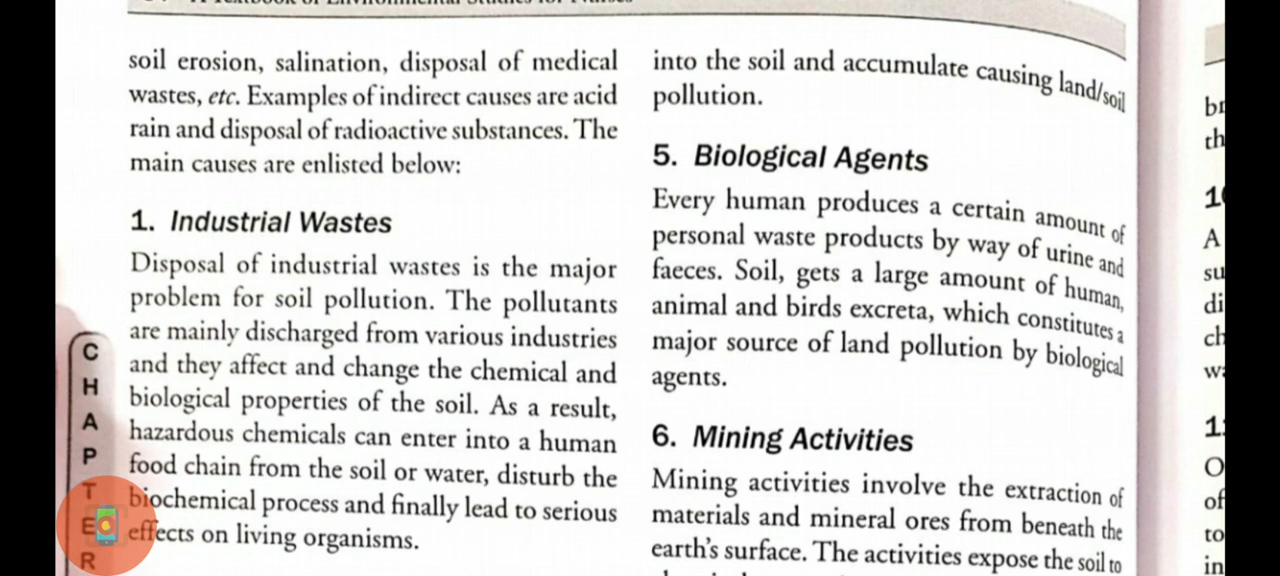 soil erosion, salination, disposal of medical
wastes, etc. Examples of indirect causes are acid
rain and disposal of radioactive substances. The
main causes are enlisted below:
1. Industrial Wastes
Disposal of industrial wastes is the major
problem for soil pollution. The pollutants
are mainly discharged from various industries
and they affect and change the chemical and
biological properties of the soil. As a result,
hazardous chemicals can enter into a human
food chain from the soil or water, disturb the
biochemical process and finally lead to serious
effects on living organisms.
into the soil and accumulate causing land/soil
pollution.
5. Biological Agents
Every human produces a certain amount of
personal waste products by way of urine and
faeces. Soil, gets a large amount of human,
animal and birds excreta, which constitutes a
major source of land pollution by biological
agents.
6. Mining Activities
Mining activities involve the extraction of
materials and mineral ores from beneath the
earth's surface. The activities expose the soil to
CHAPTER